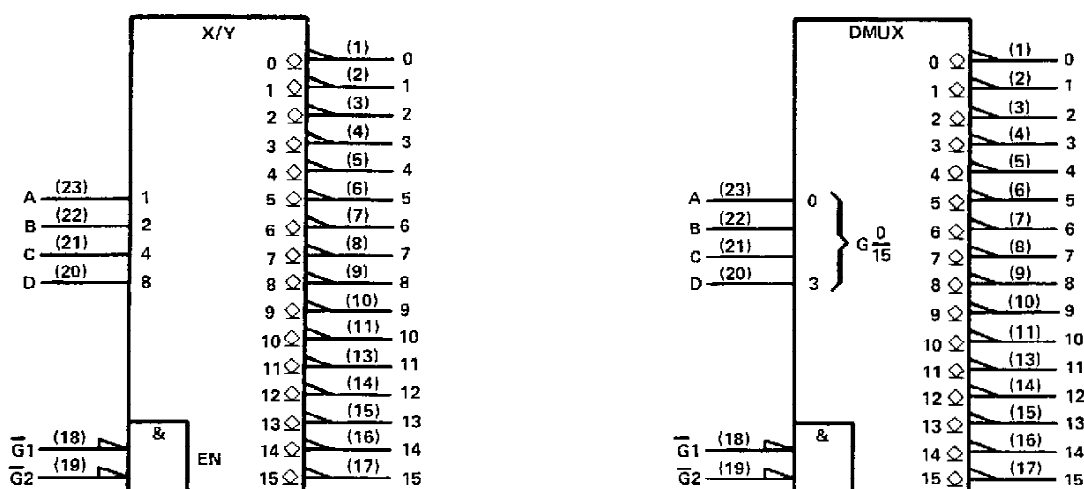 X/Y
0 (1) 0
1 (2) 1
2 (3) 2
3 (4) 3
4 (5) 4
A (23) 1 5 (6) 5
B (22) 2 6 (7) 6
C (21) 4 7 (8) 7
D (20) 8 8 (9) 8
9 (10) 9
10 (11) 10
11 (13) 11
12 (14) 12
& 13 (15) 13
G1 (18) EN 14 (16) 14
G2 (19) 15 (17) 15
DMUX
0 (1) 0
1 (2) 1
2 (3) 2
3 (4) 3
4 (5) 4
A (23) 0 5 (6) 5
B (22) 6 (7) 6
G 0/15
C (21) 7 (8) 7
D (20) 3 8 (9) 8
9 (10) 9
10 (11) 10
11 (13) 11
12 (14) 12
& 13 (15) 13
G1 (18) 14 (16) 14
G2 (19) 15 (17) 15